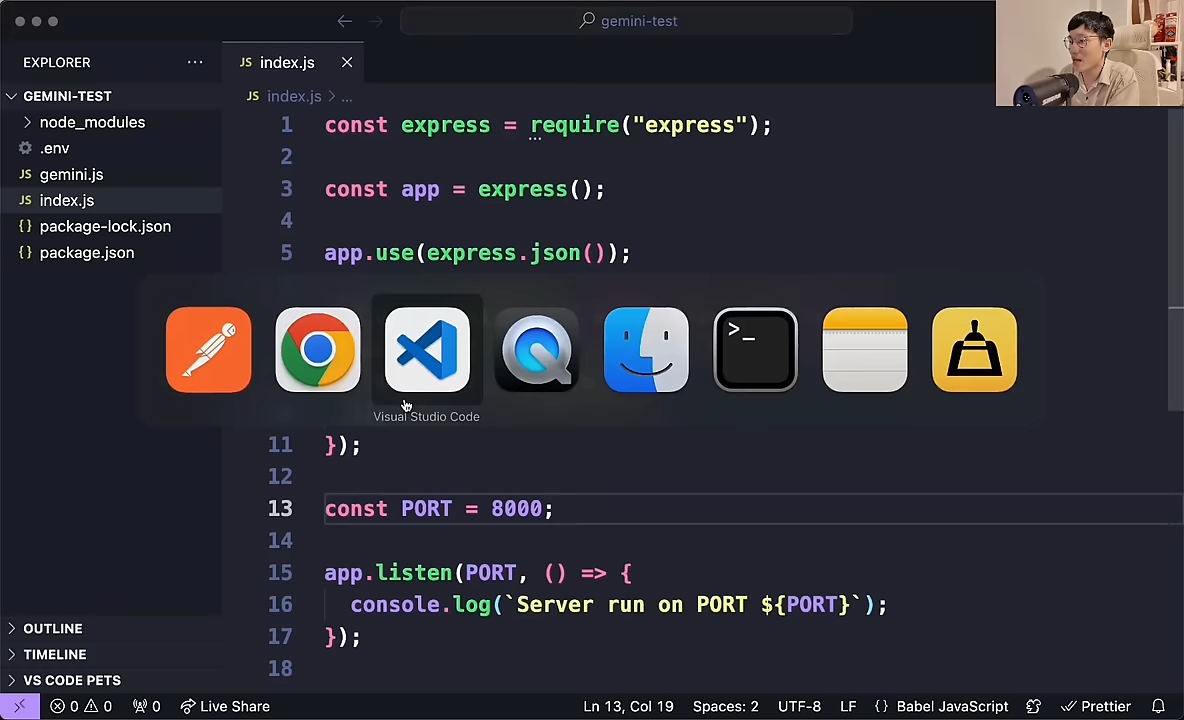 gemini-test
EXPLORER
GEMINI-TEST
node_modules
.env
JS gemini.js
JS index.js
{} package-lock.json
{} package.json
OUTLINE
TIMELINE
VS CODE PETS
JS index.js
JS index.js > ...
1 const express = require("express");
2
3 const app = express();
4
5 app.use(express.json());
>_
Visual Studio Code
11 });
12
13 const PORT = 8000;
14
15 app.listen(PORT, () => {
16 console.log(`Server run on PORT ${PORT}`);
17 });
18
0 0 0 Live Share Ln 13, Col 19 Spaces: 2 UTF-8 LF {} Babel JavaScript Prettier